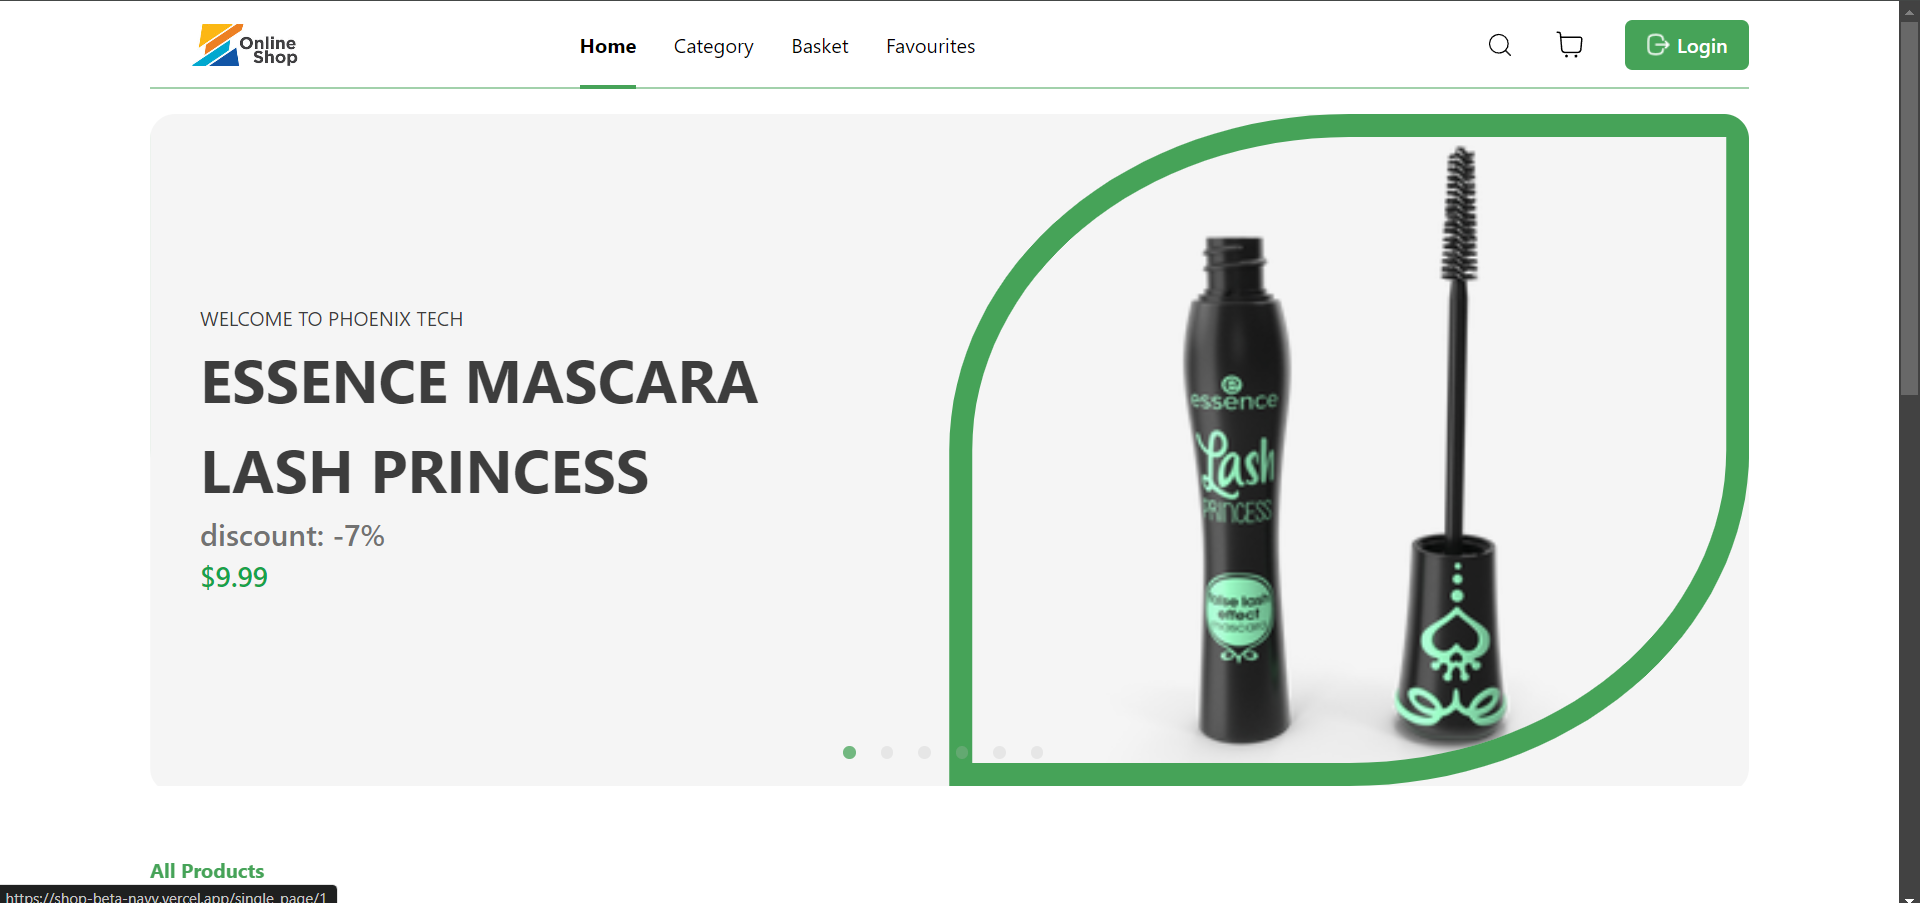 Online
Shop
Home
Category
Basket
Favourites
Login
WELCOME TO PHOENIX TECH
ESSENCE MASCARA
LASH PRINCESS
discount: -7%
$9.99
essence
Lash
PRINCESS
false lash
effect
mascara
All Products
https://shop-beta-navy.vercel.app/single_page/1